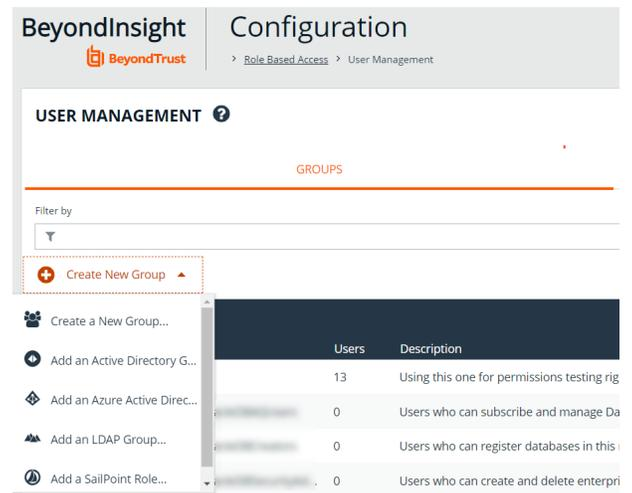 BeyondInsight
BeyondTrust
Configuration
> Role Based Access > User Management
USER MANAGEMENT ?
GROUPS
Filter by
Create New Group
Create a New Group...
Add an Active Directory G...
Add an Azure Active Direc...
Add an LDAP Group...
Add a SailPoint Role...
Users Description
13 Using this one for permissions testing rig
0 Users who can subscribe and manage Da
0 Users who can register databases in this
0 Users who can create and delete enterpri